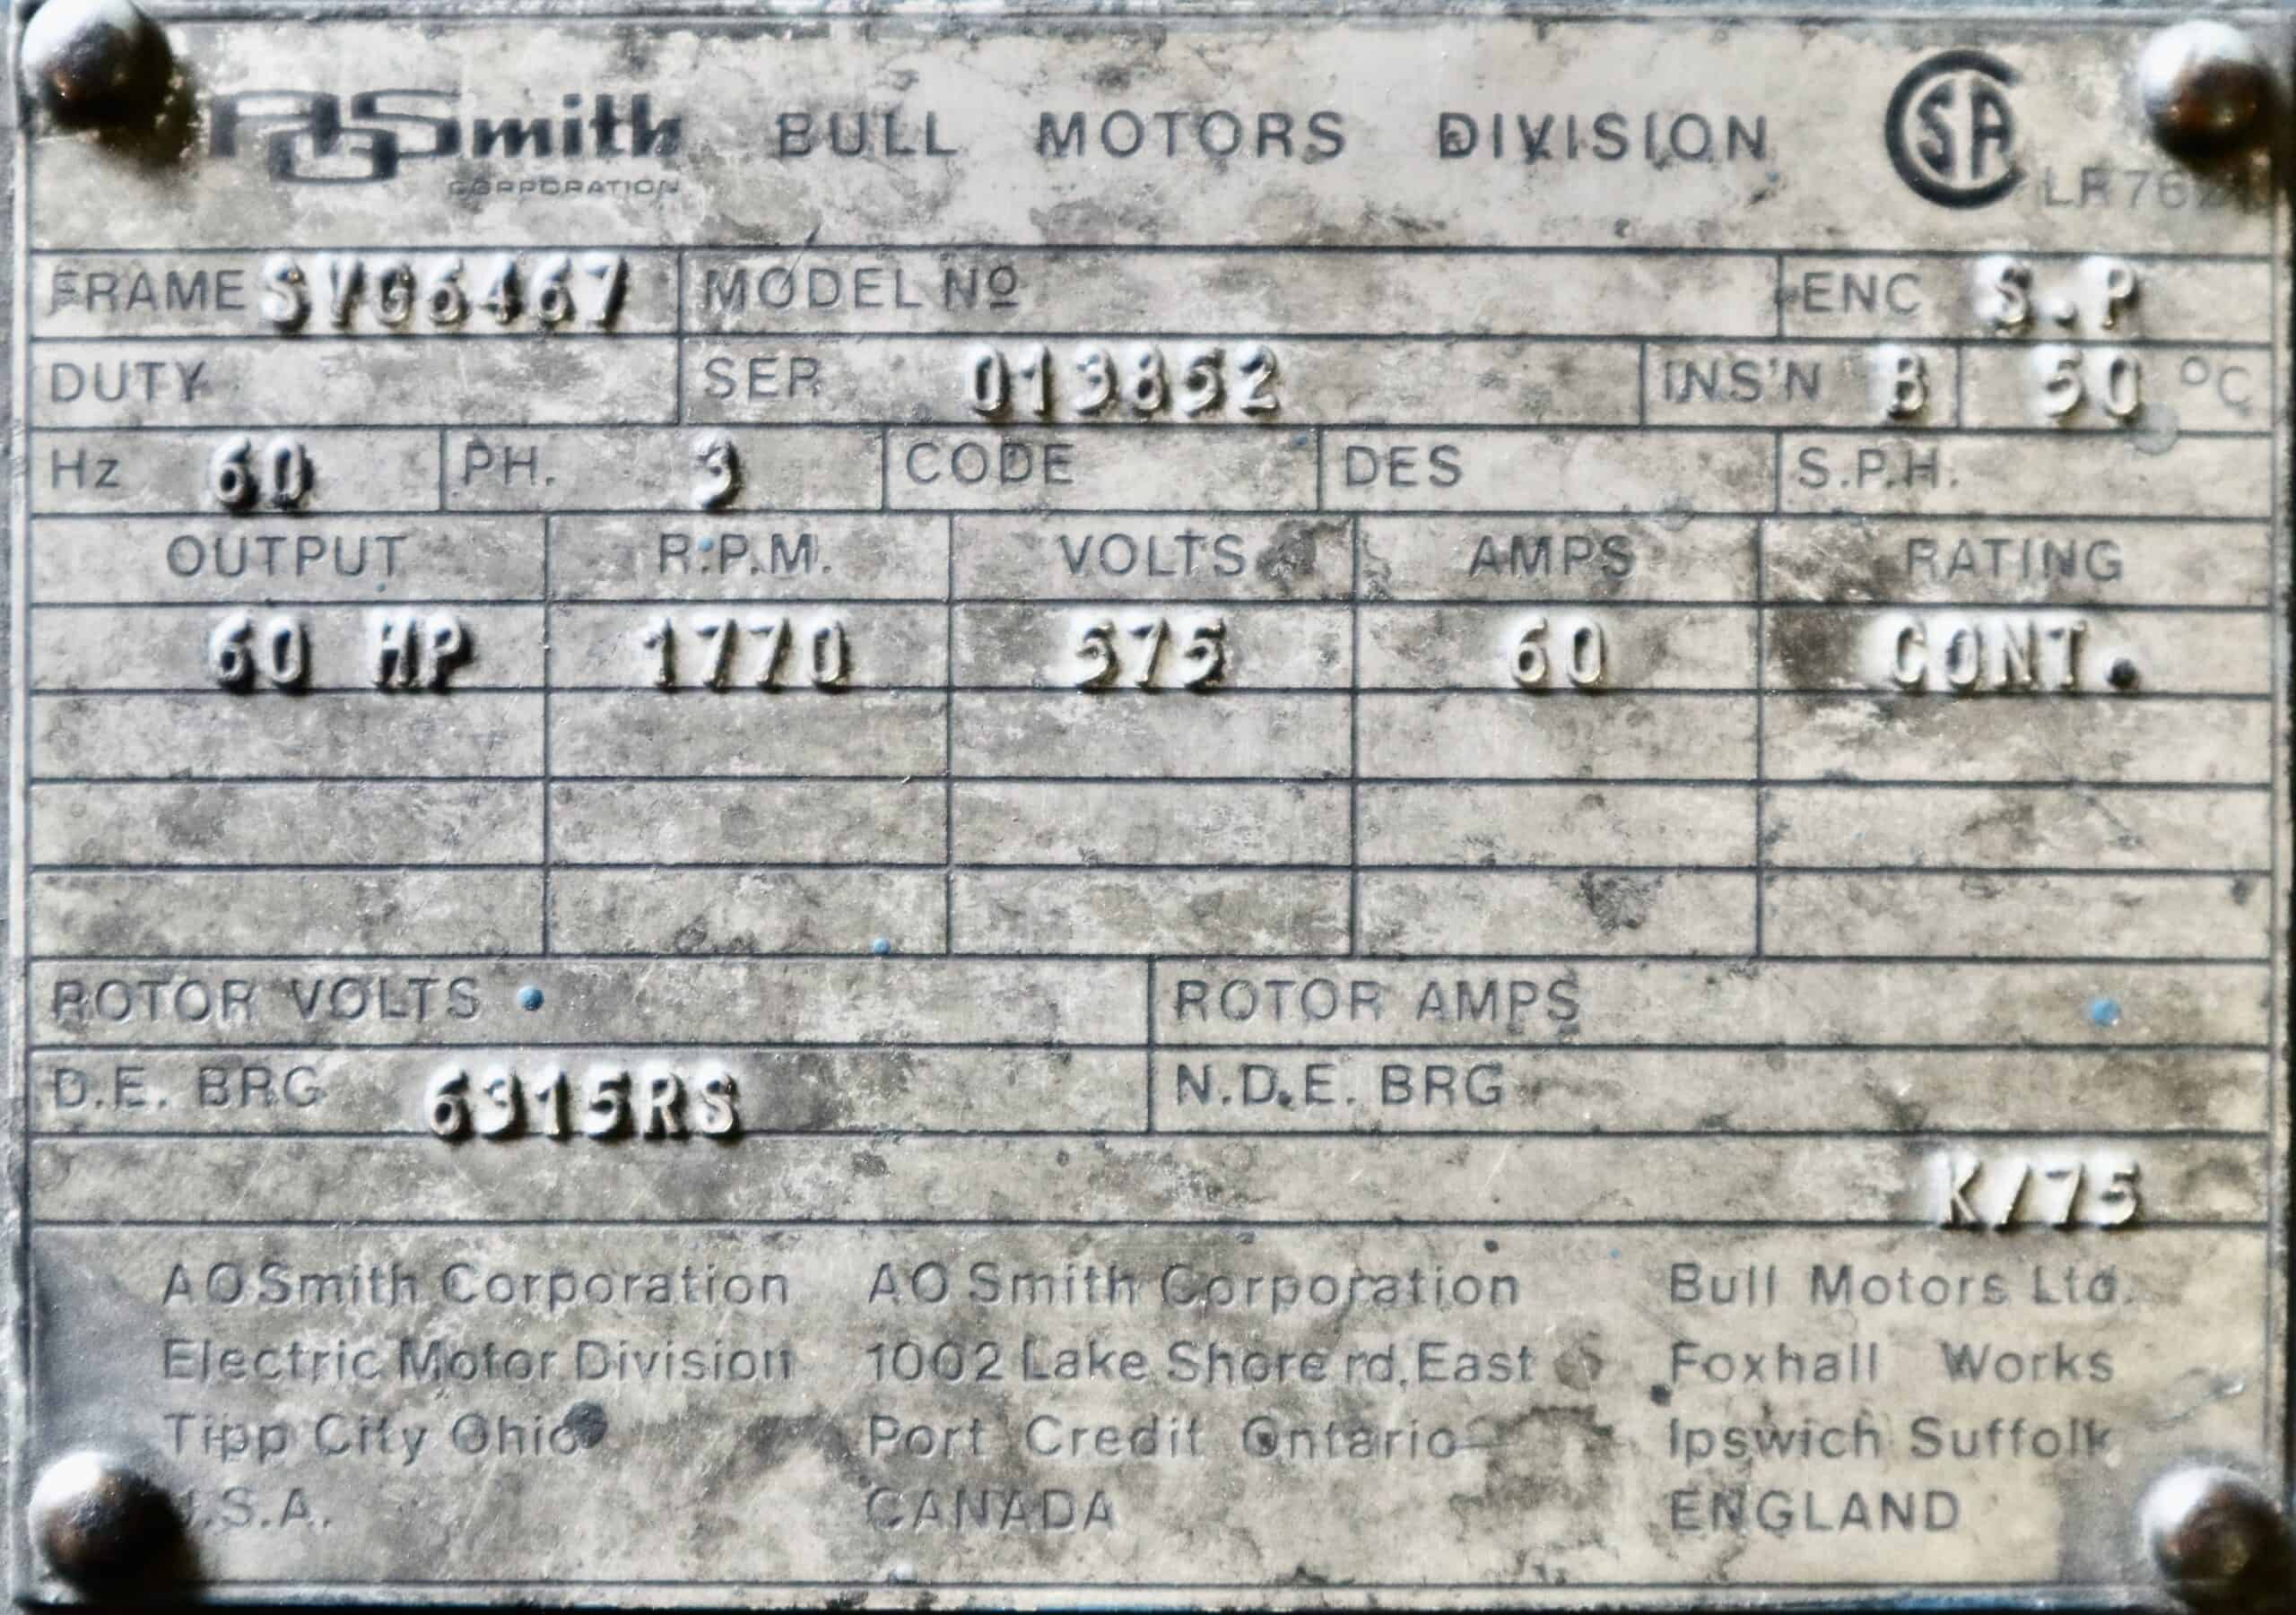 AOSmith BULL MOTORS DIVISION CSA
CORPORATION
FRAME SVG6467 MODEL Nº ENC S.P
DUTY SER 013852 INS'N B 50 °C
Hz 60 PH. 3 CODE DES S.P.H.
OUTPUT R.P.M. VOLTS AMPS RATING
60 HP 1770 575 60 CONT.
ROTOR VOLTS ROTOR AMPS
D.E. BRG 6315RS N.D.E. BRG
K/75
AOSmith Corporation
Electric Motor Division
Tipp City Ohio
U.S.A.
AO Smith Corporation
1002 Lake Shore rd,East
Port Credit Ontario
CANADA
Bull Motors Ltd.
Foxhall Works
Ipswich Suffolk
ENGLAND